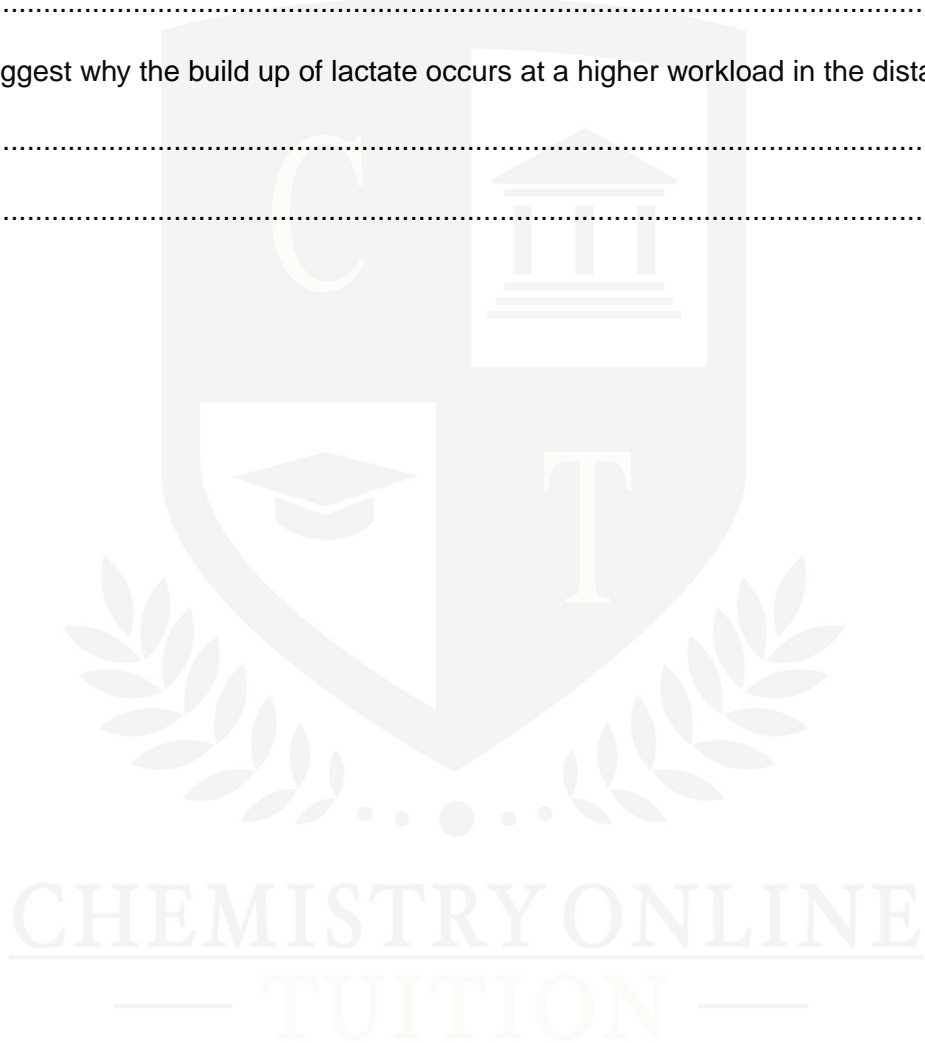 ................................................................................................................
ggest why the build up of lactate occurs at a higher workload in the dista
................................................................................................................
................................................................................................................
C
T
CHEMISTRY ONLINE
TUITION